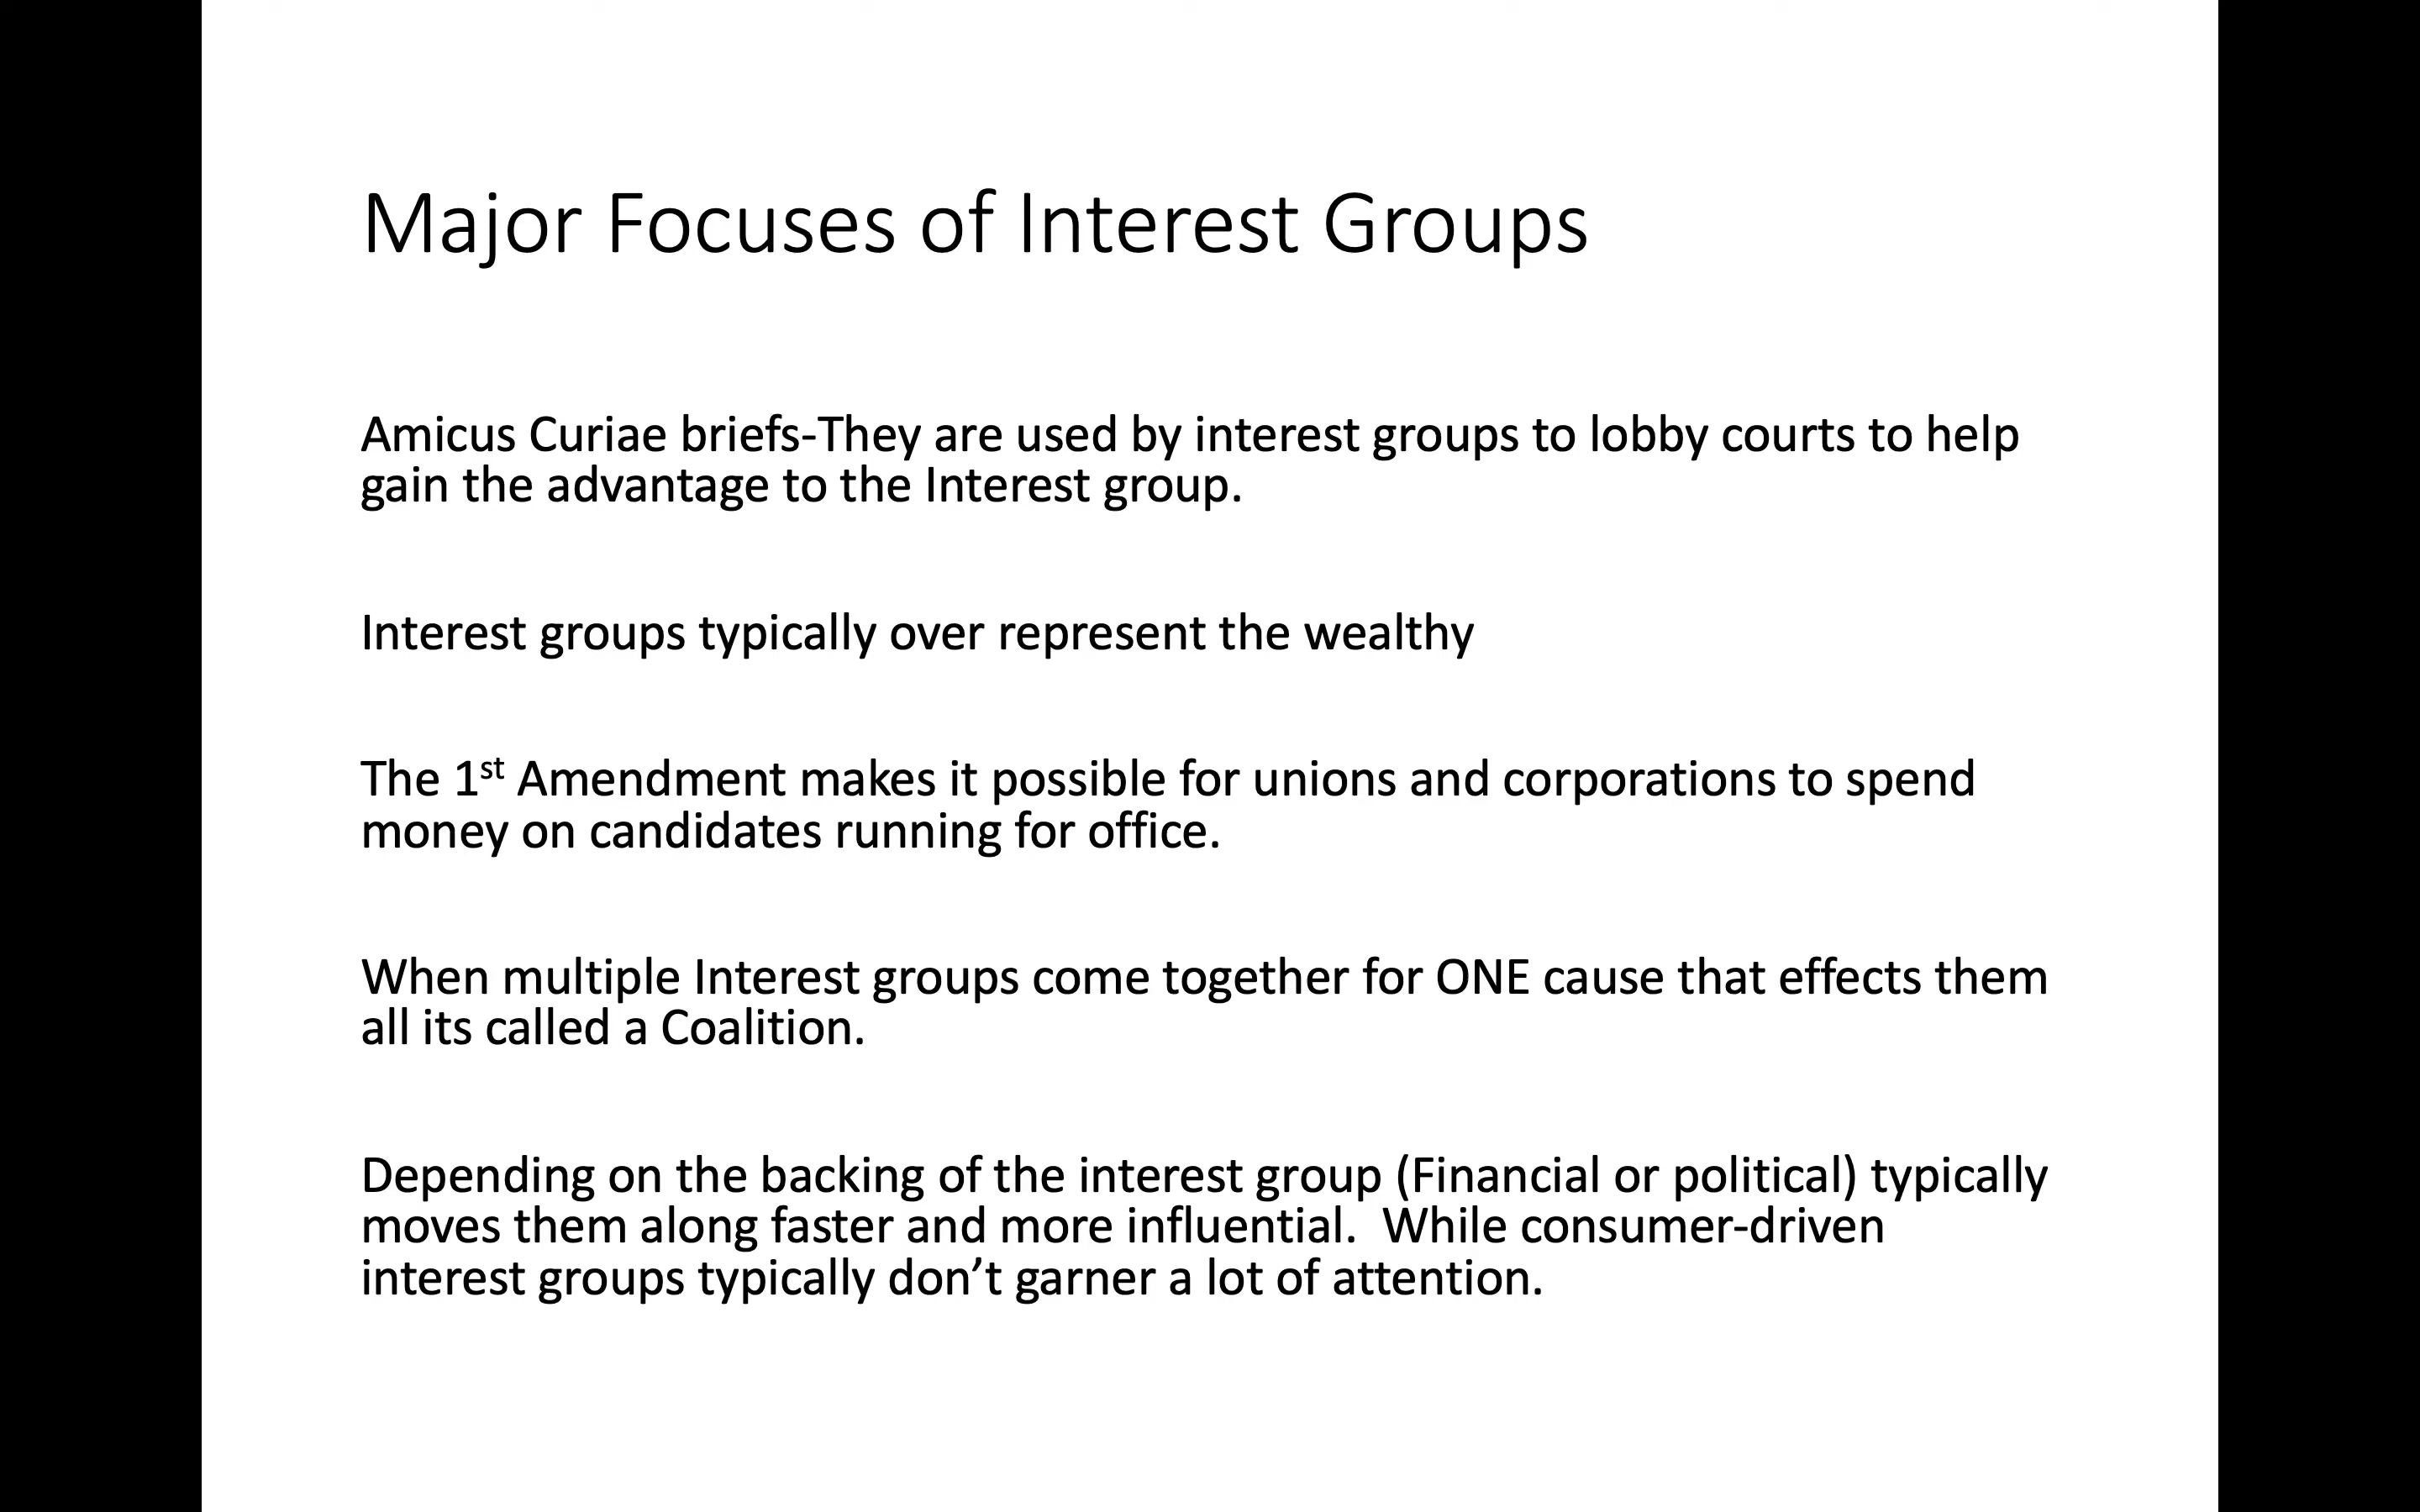 Major Focuses of Interest Groups
Amicus Curiae briefs-They are used by interest groups to lobby courts to help
gain the advantage to the Interest group.
Interest groups typically over represent the wealthy
The 1st Amendment makes it possible for unions and corporations to spend
money on candidates running for office.
When multiple Interest groups come together for ONE cause that effects them
all its called a Coalition.
Depending on the backing of the interest group (Financial or political) typically
moves them along faster and more influential.  While consumer-driven
interest groups typically don’t garner a lot of attention.